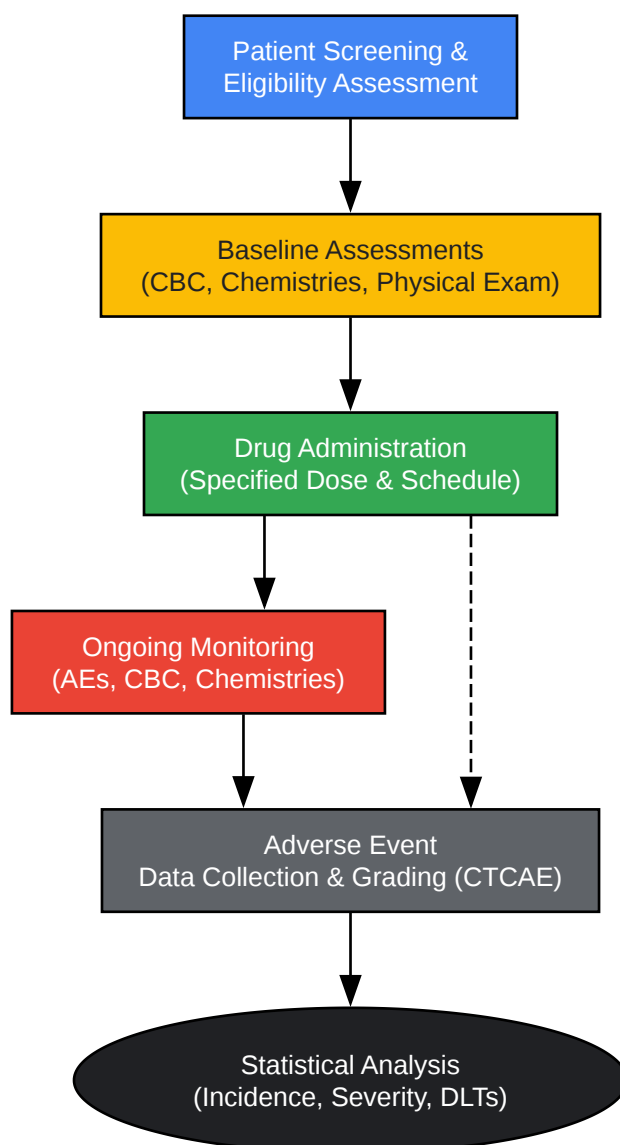 Patient Screening &
Eligibility Assessment
Baseline Assessments
(CBC, Chemistries, Physical Exam)
Drug Administration
(Specified Dose & Schedule)
Ongoing Monitoring
(AEs, CBC, Chemistries)
Adverse Event
Data Collection & Grading (CTCAE)
Statistical Analysis
(Incidence, Severity, DLTs)